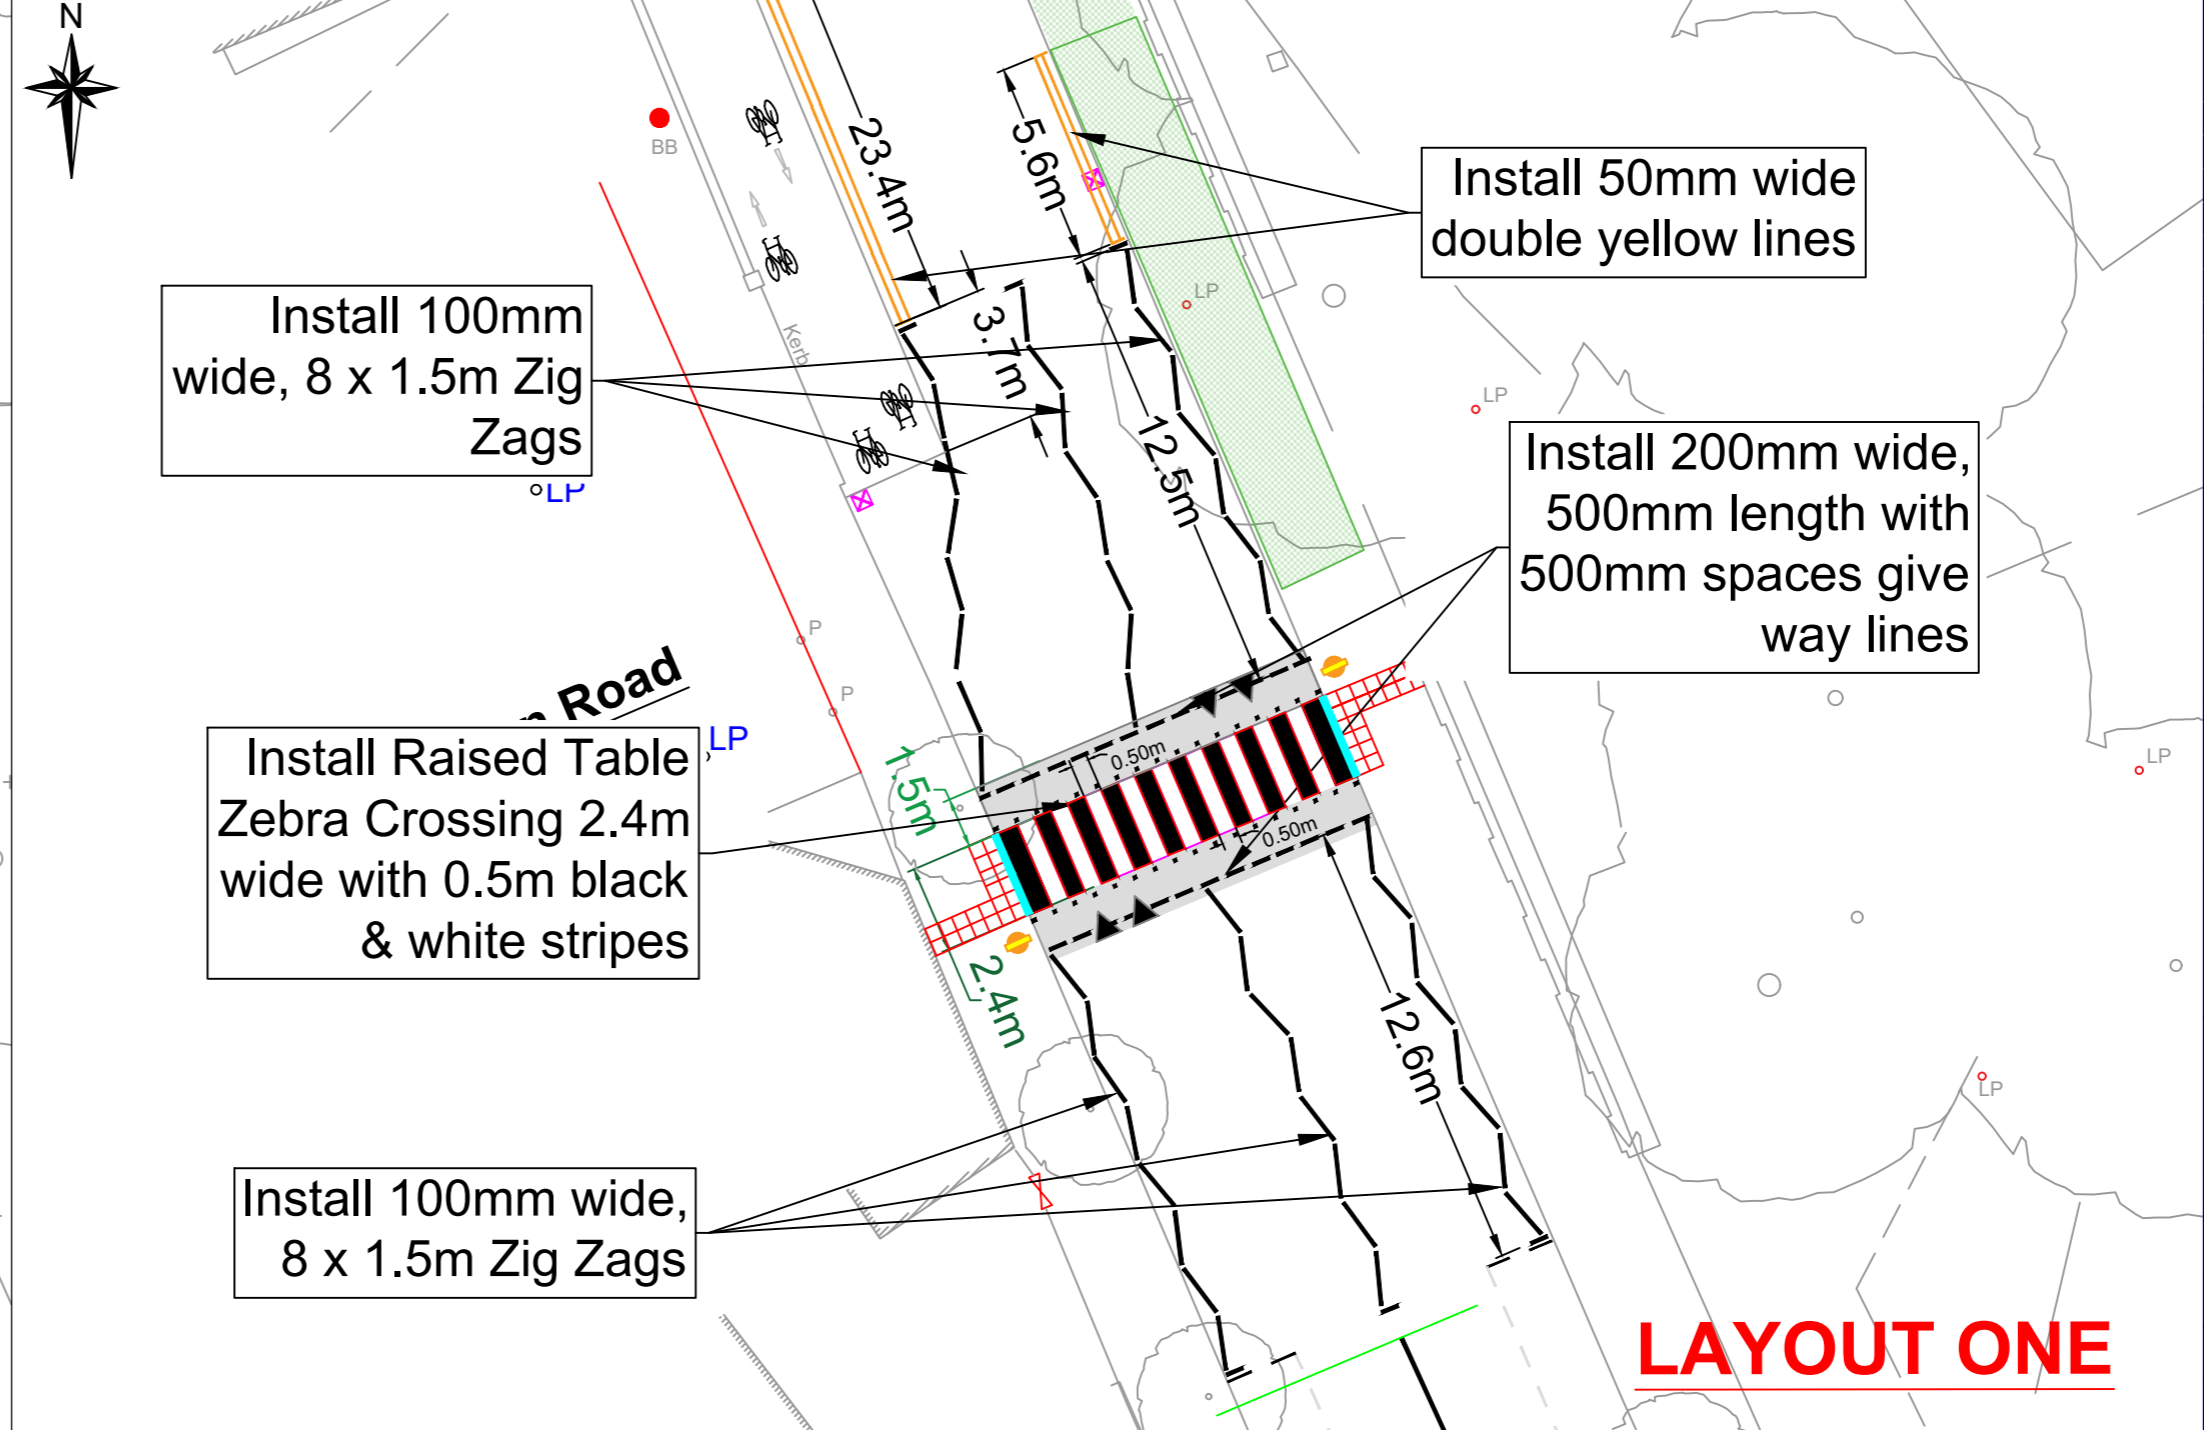 N
BB
23.4m
5.6m
Install 50mm wide
double yellow lines
Install 100mm
wide, 8 x 1.5m Zig
Zags
Kerb
3.7m
LP
LP
LP
12.5m
Install 200mm wide,
500mm length with
500mm spaces give
way lines
P
P
Road
LP
LP
Install Raised Table
Zebra Crossing 2.4m
wide with 0.5m black
& white stripes
1.5m
0.50m
0.50m
2.4m
12.6m
LP
Install 100mm wide,
8 x 1.5m Zig Zags
LAYOUT ONE